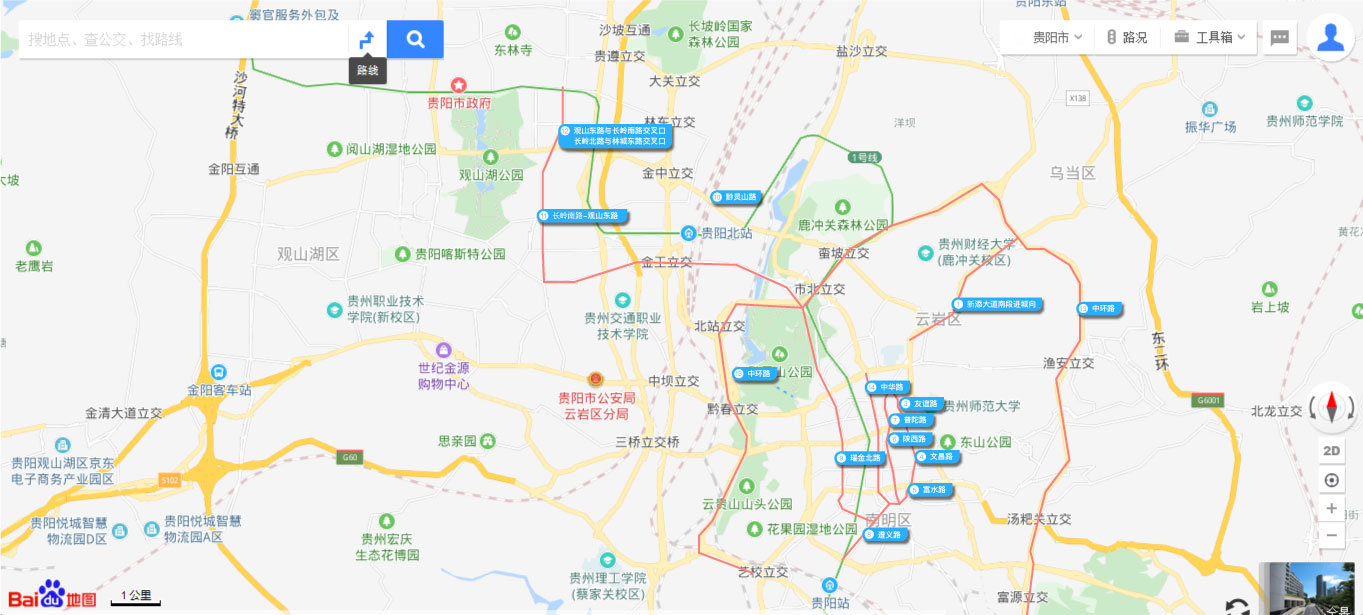 窦官服务外包及
搜地点、查公交、找路线
路线
贵阳市
路况
工具箱
沙坡互通
贵遵立交
长坡岭国家
森林公园
东林寺
贵阳东站
大关立交
盐沙立交
X138
沙河特大桥
贵阳市政府
林东立交
洋坝
振华广场
贵州师范学院
12 观山东路与长岭南路交叉口
长岭北路与林城东路交叉口
阅山湖湿地公园
观山湖公园
金阳互通
金中立交
1号线
乌当区
大坡
10 黔灵山路
11 长岭南路-观山东路
鹿冲关森林公园
贵阳北站
老鹰岩
观山湖区
贵阳喀斯特公园
金工立交
蛮坡立交
贵州财经大学
(鹿冲关校区)
黄花
市北立交
岩上坡
贵州职业技术
学院(新校区)
贵州交通职业
技术学院
北站立交
1 新添大道南段进城向
云岩区
中环路
东二环
世纪金源
购物中心
中环路
山公园
渔安立交
金阳客车站
贵阳市公安局
云岩区分局
中坝立交
中华路
3 友谊路
贵州师范大学
G6001
北龙立交
金清大道立交
黔春立交
普陀路
思亲园
三桥立交桥
陕西路
东山公园
文昌路
瑞金北路
2D
贵阳观山湖区京东
电子商务产业园区
G60
S102
富水路
云贵山山头公园
贵阳悦城智慧
物流园D区
贵阳悦城智慧
物流园A区
贵州宏庆
生态花博园
花果园湿地公园
南明区
遵义路
汤粑关立交
街
贵州理工学院
(蔡家关校区)
艺校立交
贵阳站
富源立交
Bai du 地图
1 公里
全景